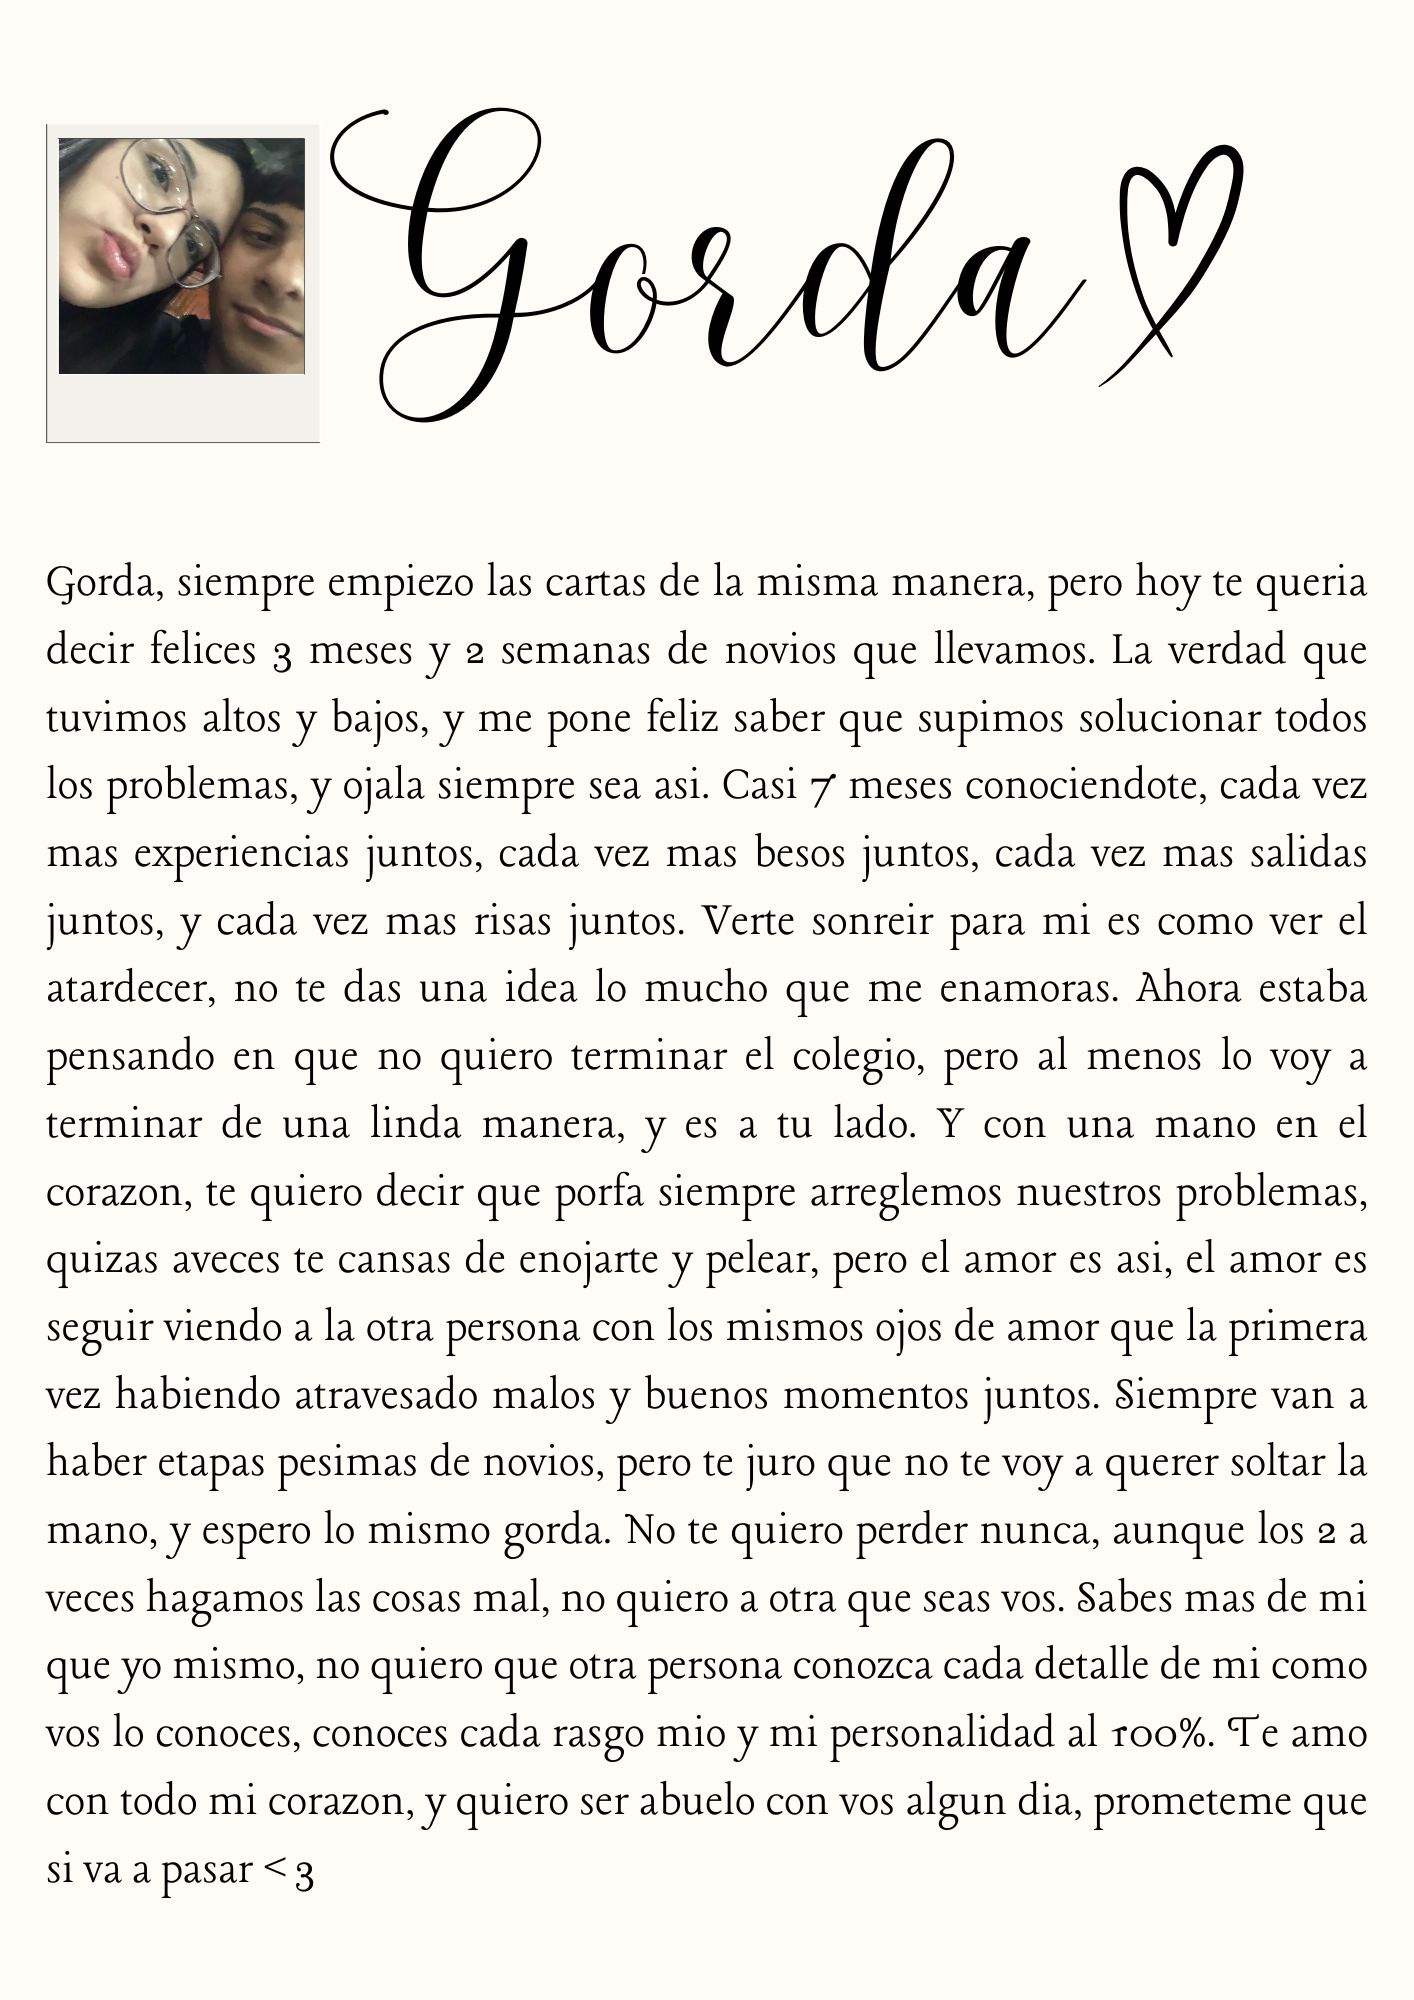 Gorda
Gorda, siempre empiezo las cartas de la misma manera, pero hoy te queria
decir felices 3 meses y 2 semanas de novios que llevamos. La verdad que
tuvimos altos y bajos, y me pone feliz saber que supimos solucionar todos
los problemas, y ojala siempre sea asi. Casi 7 meses conociendote, cada vez
mas experiencias juntos, cada vez mas besos juntos, cada vez mas salidas
juntos, y cada vez mas risas juntos. Verte sonreir para mi es como ver el
atardecer, no te das una idea lo mucho que me enamoras. Ahora estaba
pensando en que no quiero terminar el colegio, pero al menos lo voy a
terminar de una linda manera, y es a tu lado. Y con una mano en el
corazon, te quiero decir que porfa siempre arreglemos nuestros problemas,
quizas aveces te cansas de enojarte y pelear, pero el amor es asi, el amor es
seguir viendo a la otra persona con los mismos ojos de amor que la primera
vez habiendo atravesado malos y buenos momentos juntos. Siempre van a
haber etapas pesimas de novios, pero te juro que no te voy a querer soltar la
mano, y espero lo mismo gorda. No te quiero perder nunca, aunque los 2 a
veces hagamos las cosas mal, no quiero a otra que seas vos. Sabes mas de mi
que yo mismo, no quiero que otra persona conozca cada detalle de mi como
vos lo conoces, conoces cada rasgo mio y mi personalidad al 100%. Te amo
con todo mi corazon, y quiero ser abuelo con vos algun dia, prometeme que
si va a pasar <3